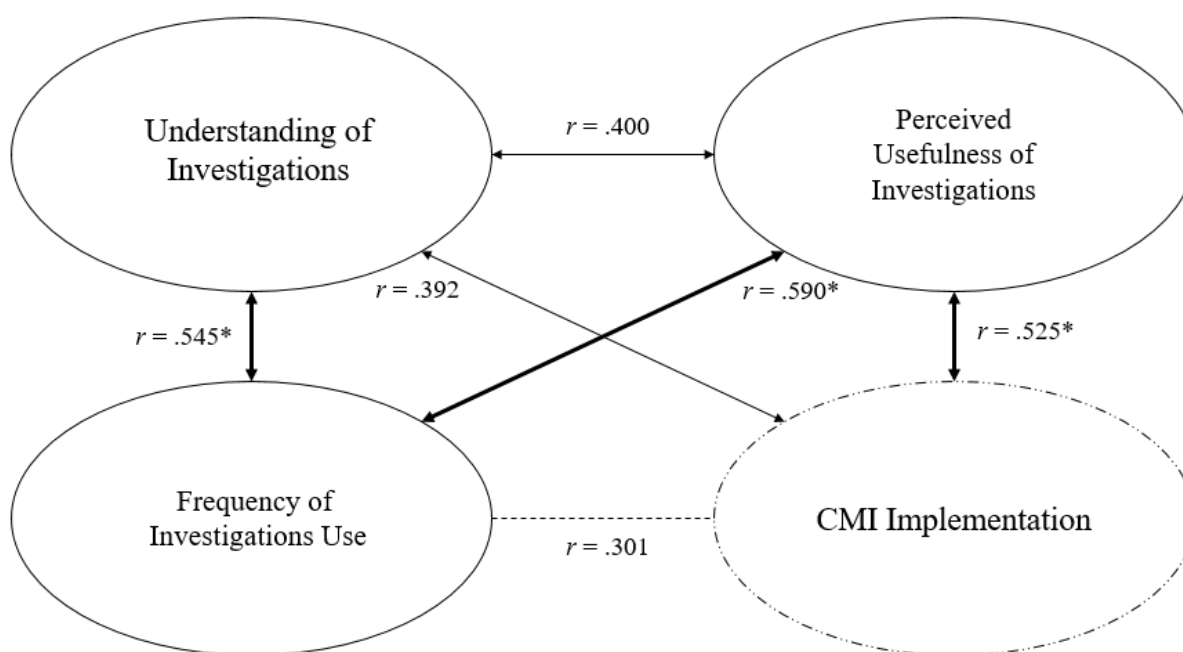 Understanding of
Investigations
r = .400
Perceived
Usefulness of
Investigations
r = .392
r = .590*
r = .545*
r = .525*
Frequency of
Investigations Use
r = .301
CMI Implementation